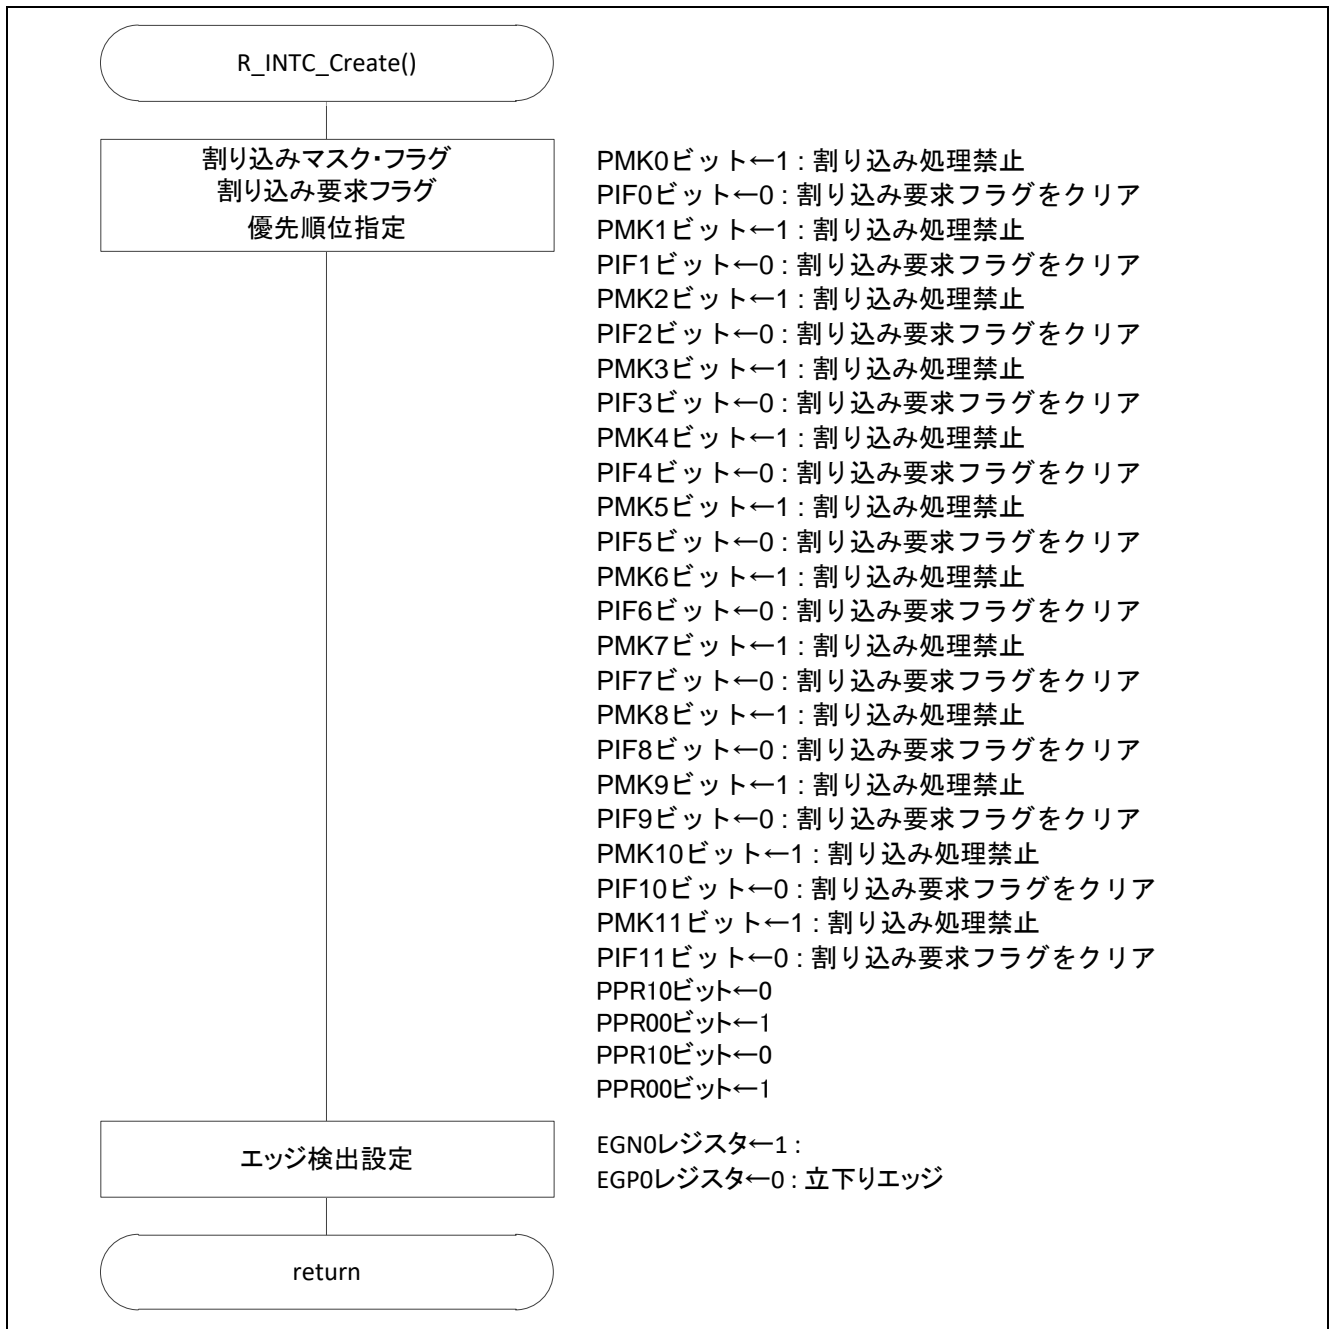 R_INTC_Create()
割り込みマスク・フラグ
割り込み要求フラグ
優先順位指定
PMK0ビット←1 : 割り込み処理禁止
PIF0ビット←0 : 割り込み要求フラグをクリア
PMK1ビット←1 : 割り込み処理禁止
PIF1ビット←0 : 割り込み要求フラグをクリア
PMK2ビット←1 : 割り込み処理禁止
PIF2ビット←0 : 割り込み要求フラグをクリア
PMK3ビット←1 : 割り込み処理禁止
PIF3ビット←0 : 割り込み要求フラグをクリア
PMK4ビット←1 : 割り込み処理禁止
PIF4ビット←0 : 割り込み要求フラグをクリア
PMK5ビット←1 : 割り込み処理禁止
PIF5ビット←0 : 割り込み要求フラグをクリア
PMK6ビット←1 : 割り込み処理禁止
PIF6ビット←0 : 割り込み要求フラグをクリア
PMK7ビット←1 : 割り込み処理禁止
PIF7ビット←0 : 割り込み要求フラグをクリア
PMK8ビット←1 : 割り込み処理禁止
PIF8ビット←0 : 割り込み要求フラグをクリア
PMK9ビット←1 : 割り込み処理禁止
PIF9ビット←0 : 割り込み要求フラグをクリア
PMK10ビット←1 : 割り込み処理禁止
PIF10ビット←0 : 割り込み要求フラグをクリア
PMK11ビット←1 : 割り込み処理禁止
PIF11ビット←0 : 割り込み要求フラグをクリア
PPR10ビット←0
PPR00ビット←1
PPR10ビット←0
PPR00ビット←1
エッジ検出設定
EGN0レジスタ←1 :
EGP0レジスタ←0 : 立下りエッジ
return